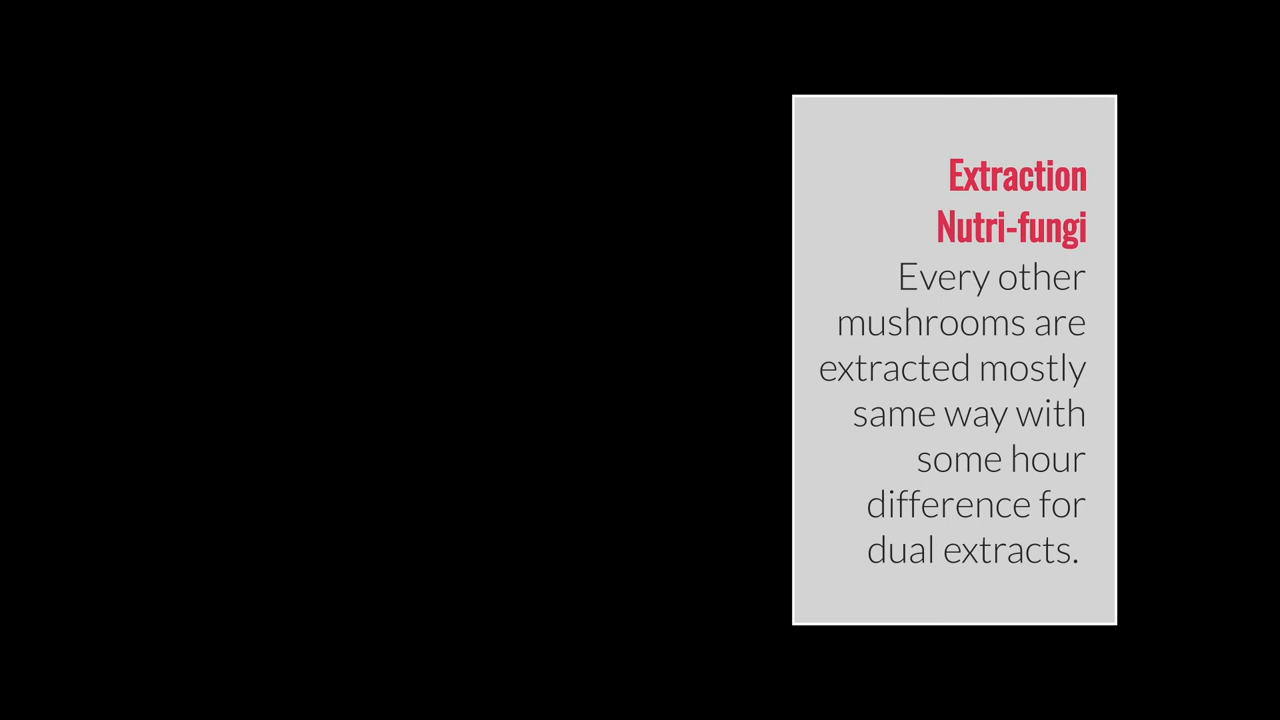 Extraction
Nutri-fungi
Every other
mushrooms are
extracted mostly
same way with
some hour
difference for
dual extracts.